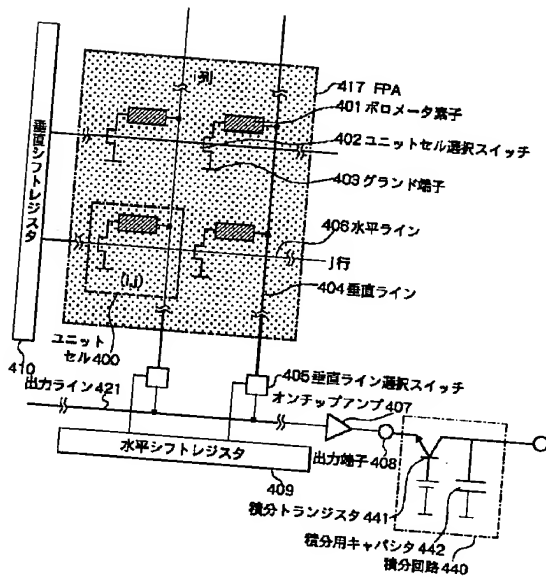 i列
417 FPA
401 ボロメータ素子
402 ユニットセル選択スイッチ
403 グランド端子
406 水平ライン
j行
404 垂直ライン
(i,j)
垂直シフトレジスタ
410
ユニット
セル 400
出力ライン 421
405 垂直ライン選択スイッチ
オンチップアンプ 407
水平シフトレジスタ
409
出力端子 408
積分トランジスタ 441
積分用キャパシタ 442
積分回路 440